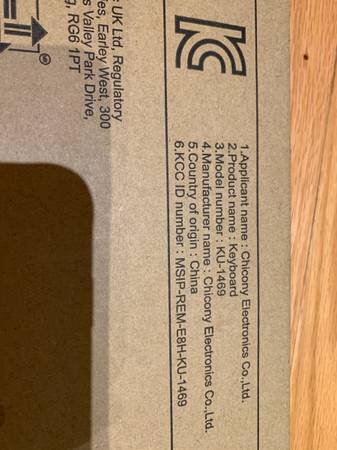 1.Applicant name : Chicony Electronics Co.,Ltd.
2.Product name : Keyboard
3.Model number : KU-1469
4.Manufacturer name : Chicony Electronics Co.,Ltd.
5.Country of origin : China
6.KCC ID number : MSIP-REM-E8H-KU-1469
UK Ltd, Regulatory
Earley West, 300
Valley Park Drive,
RG6 1PT